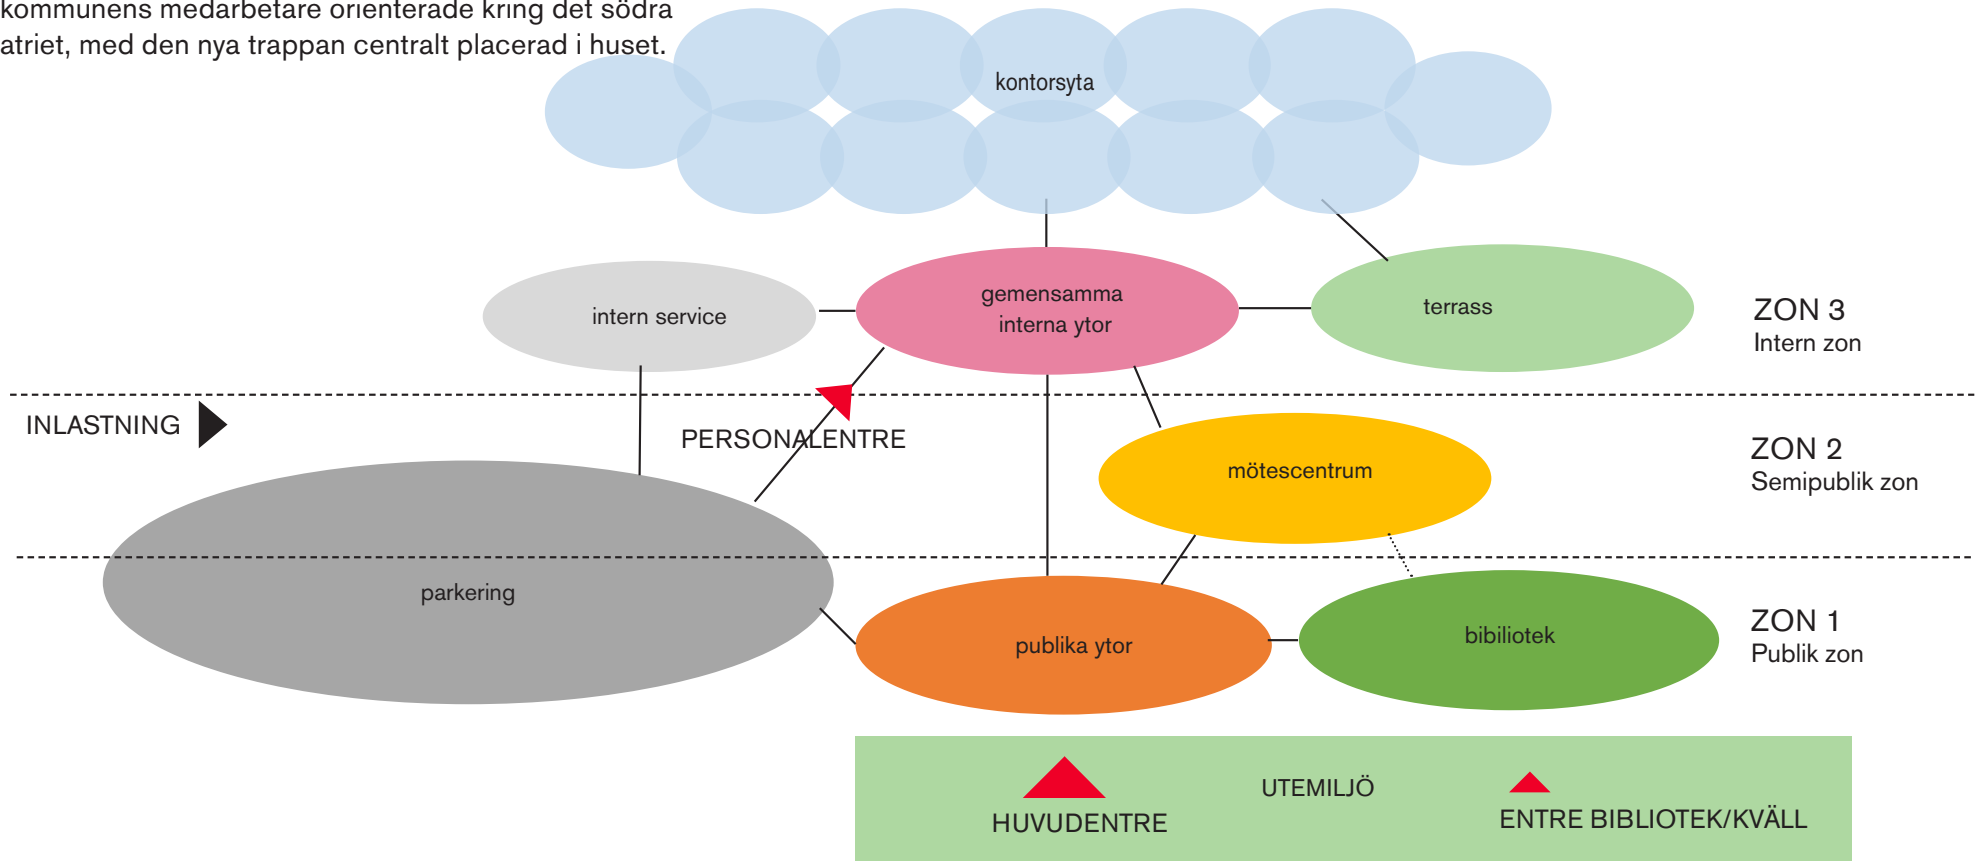 kommunens medarbetare orienterade kring det södra
atriet, med den nya trappan centralt placerad i huset.
kontorsyta
intern service
gemensamma
interna ytor
terrass
ZON 3
Intern zon
INLASTNING
PERSONALENTRE
mötescentrum
ZON 2
Semipublik zon
parkering
publika ytor
bibiliotek
ZON 1
Publik zon
HUVUDENTRE
UTEMILJÖ
ENTRE BIBLIOTEK/KVÄLL